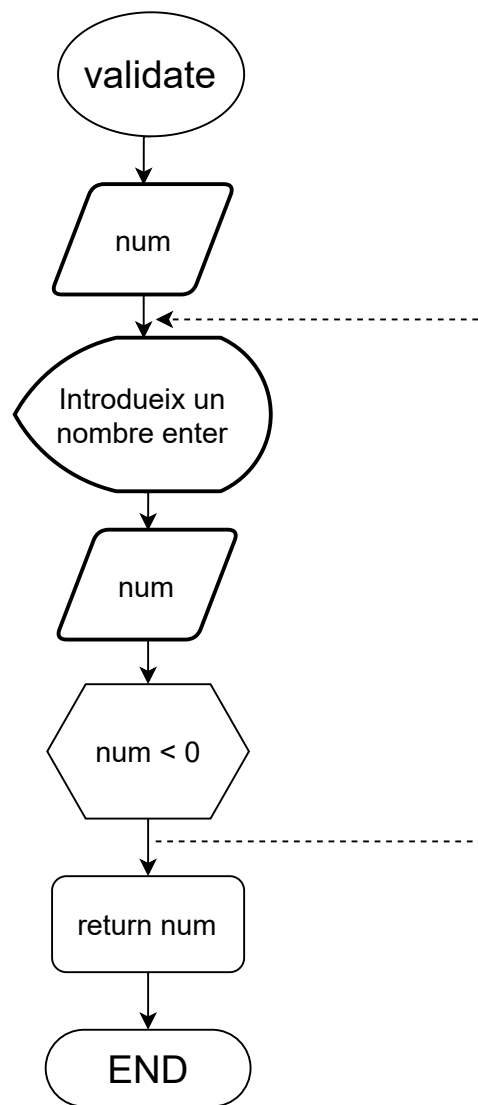 validate
num
Introdueix un
nombre enter
num
num < 0
return num
END